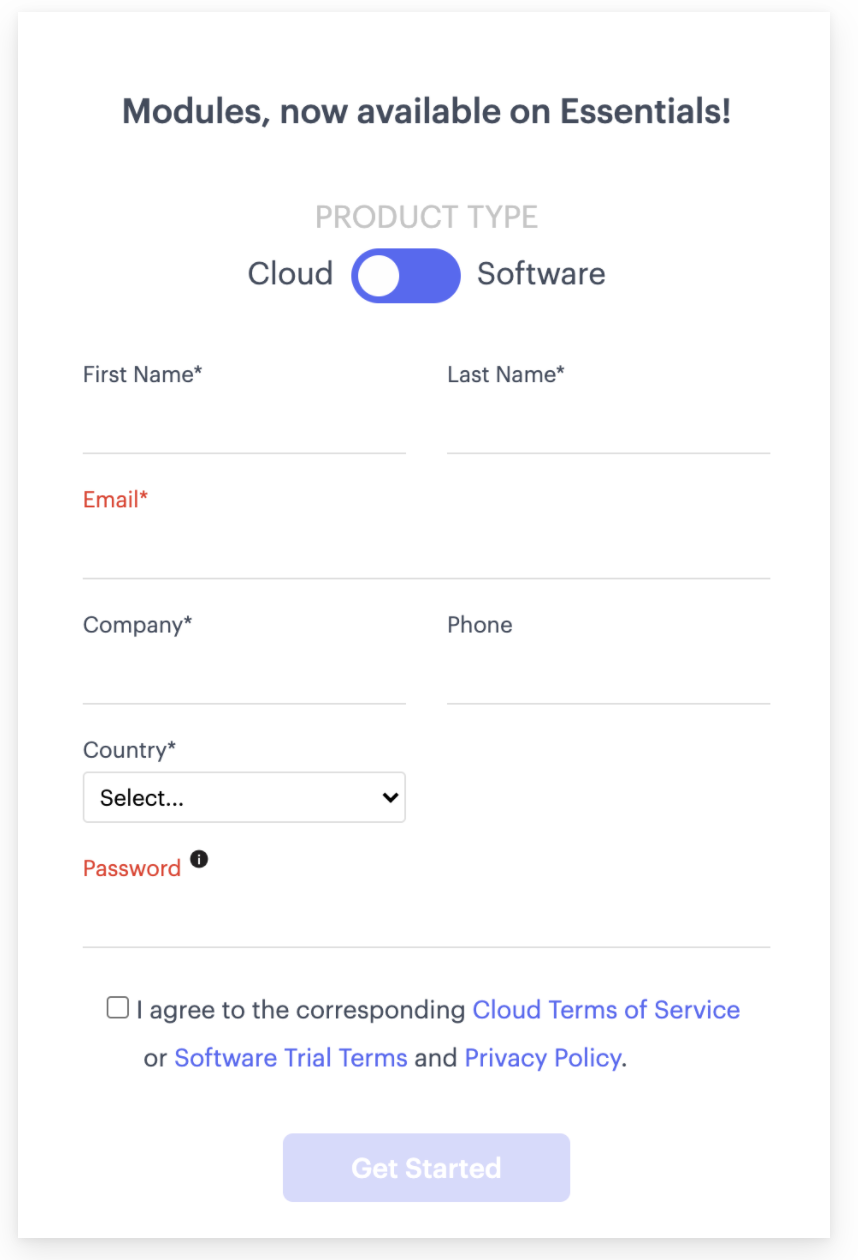 Modules, now available on Essentials!
PRODUCT TYPE
Cloud Software
First Name* Last Name*
Email*
Company* Phone
Country*
Select...
Password i
I agree to the corresponding Cloud Terms of Service
or Software Trial Terms and Privacy Policy.
Get Started